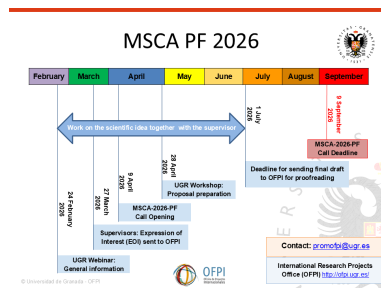 MSCA PF 2026
February March April May June July August September
Work on the scientific idea together with the supervisor
24 February
2026
27 March
2026
9 April
2026
28 April
2026
1 July
2026
9 September
2026
MSCA-2026-PF
Call Deadline
Deadline for sending final draft
to OFPI for proofreading
UGR Workshop:
Proposal preparation
MSCA-2026-PF
Call Opening
Supervisors: Expression of
Interest (EOI) sent to OFPI
UGR Webinar:
General information
Contact: promofpi@ugr.es
International Research Projects
Office (OFPI) http://ofpi.ugr.es/
OFPI
© Universidad de Granada - OFPI